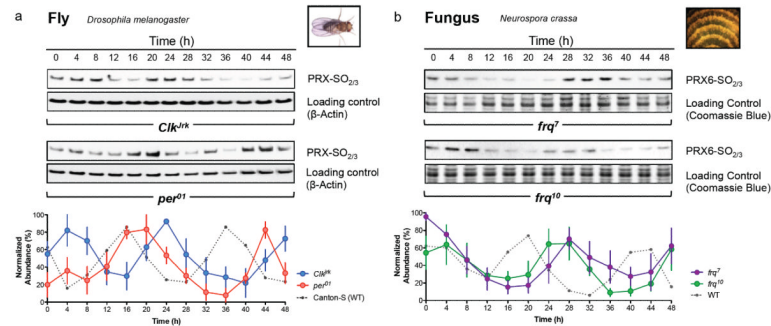 a Fly Drosophila melanogaster
Time (h)
0 4 8 12 16 20 24 28 32 36 40 44 48
PRX-SO2/3
Loading control
(β-Actin)
ClkJrk
PRX-SO2/3
Loading control
(β-Actin)
per01
Normalized
Abundance (%)
100
80
60
40
20
0
0 4 8 12 16 20 24 28 32 36 40 44 48
Time (h)
Clkjrk
per01
Canton-S (WT)
b Fungus Neurospora crassa
Time (h)
0 4 8 12 16 20 24 28 32 36 40 44 48
PRX6-SO2/3
Loading Control
(Coomassie Blue)
frq7
PRX6-SO2/3
Loading Control
(Coomassie Blue)
frq10
Normalized
Abundance (%)
100
80
60
40
20
0
0 4 8 12 16 20 24 28 32 36 40 44 48
Time (h)
frq7
frq10
WT